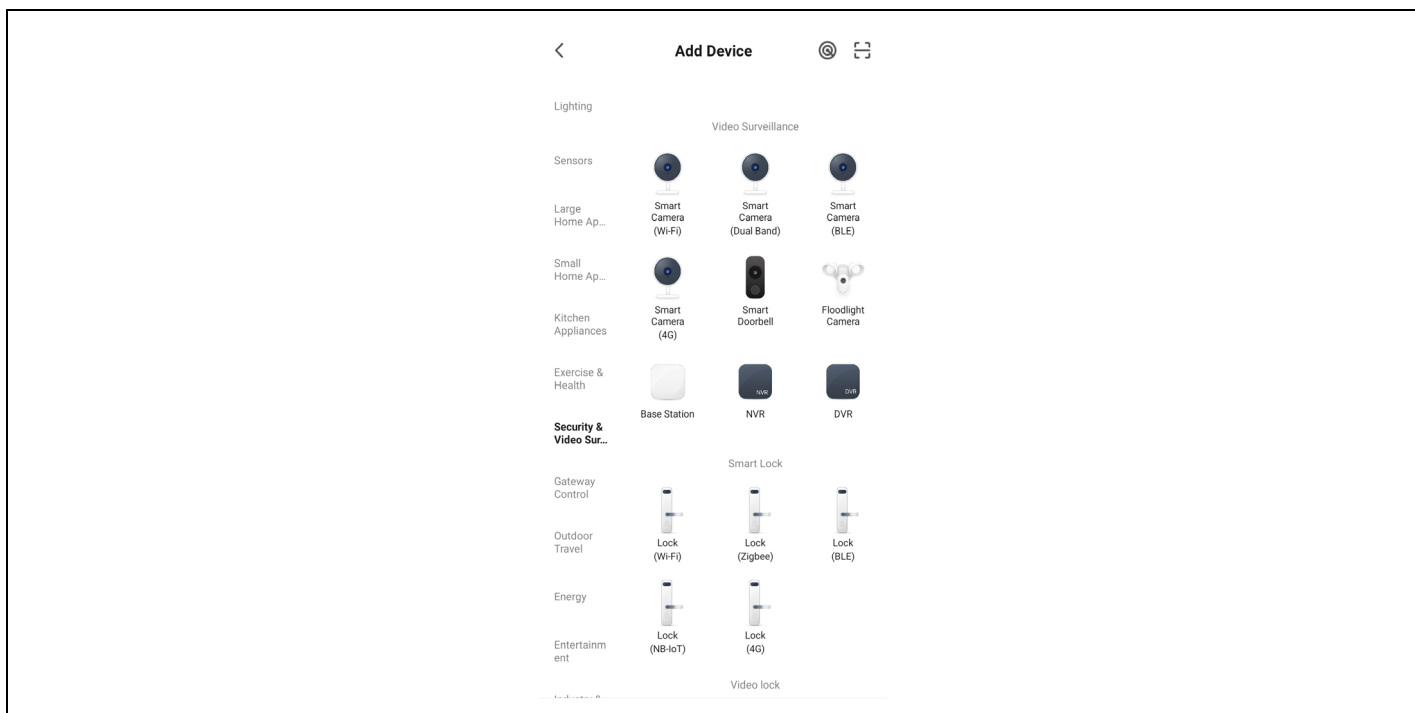 Add Device
Lighting
Sensors
Large
Home Ap...
Small
Home Ap...
Kitchen
Appliances
Exercise &
Health
Security &
Video Sur...
Gateway
Control
Outdoor
Travel
Energy
Entertainm
ent
Video Surveillance
Smart
Camera
(Wi-Fi)
Smart
Camera
(Dual Band)
Smart
Camera
(BLE)
Smart
Camera
(4G)
Smart
Doorbell
Floodlight
Camera
Base Station
NVR
NVR
DVR
DVR
Smart Lock
Lock
(Wi-Fi)
Lock
(Zigbee)
Lock
(BLE)
Lock
(NB-IoT)
Lock
(4G)
Video lock